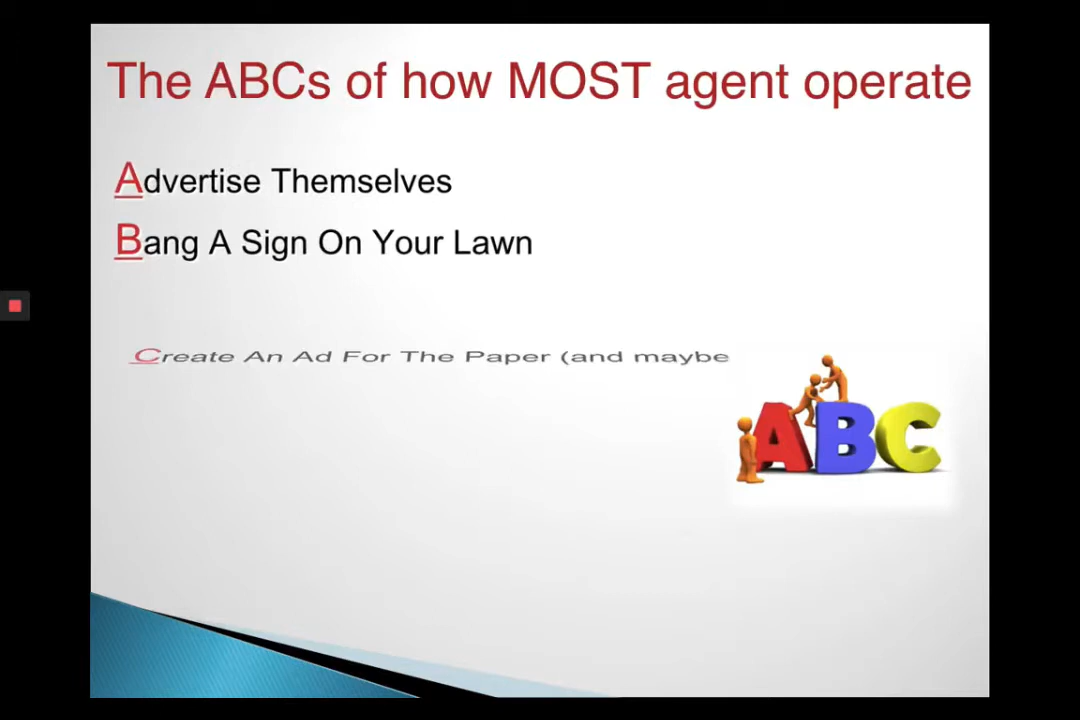 The ABCs of how MOST agent operate
Advertise Themselves
Bang A Sign On Your Lawn
Create An Ad For The Paper (and maybe
ABC